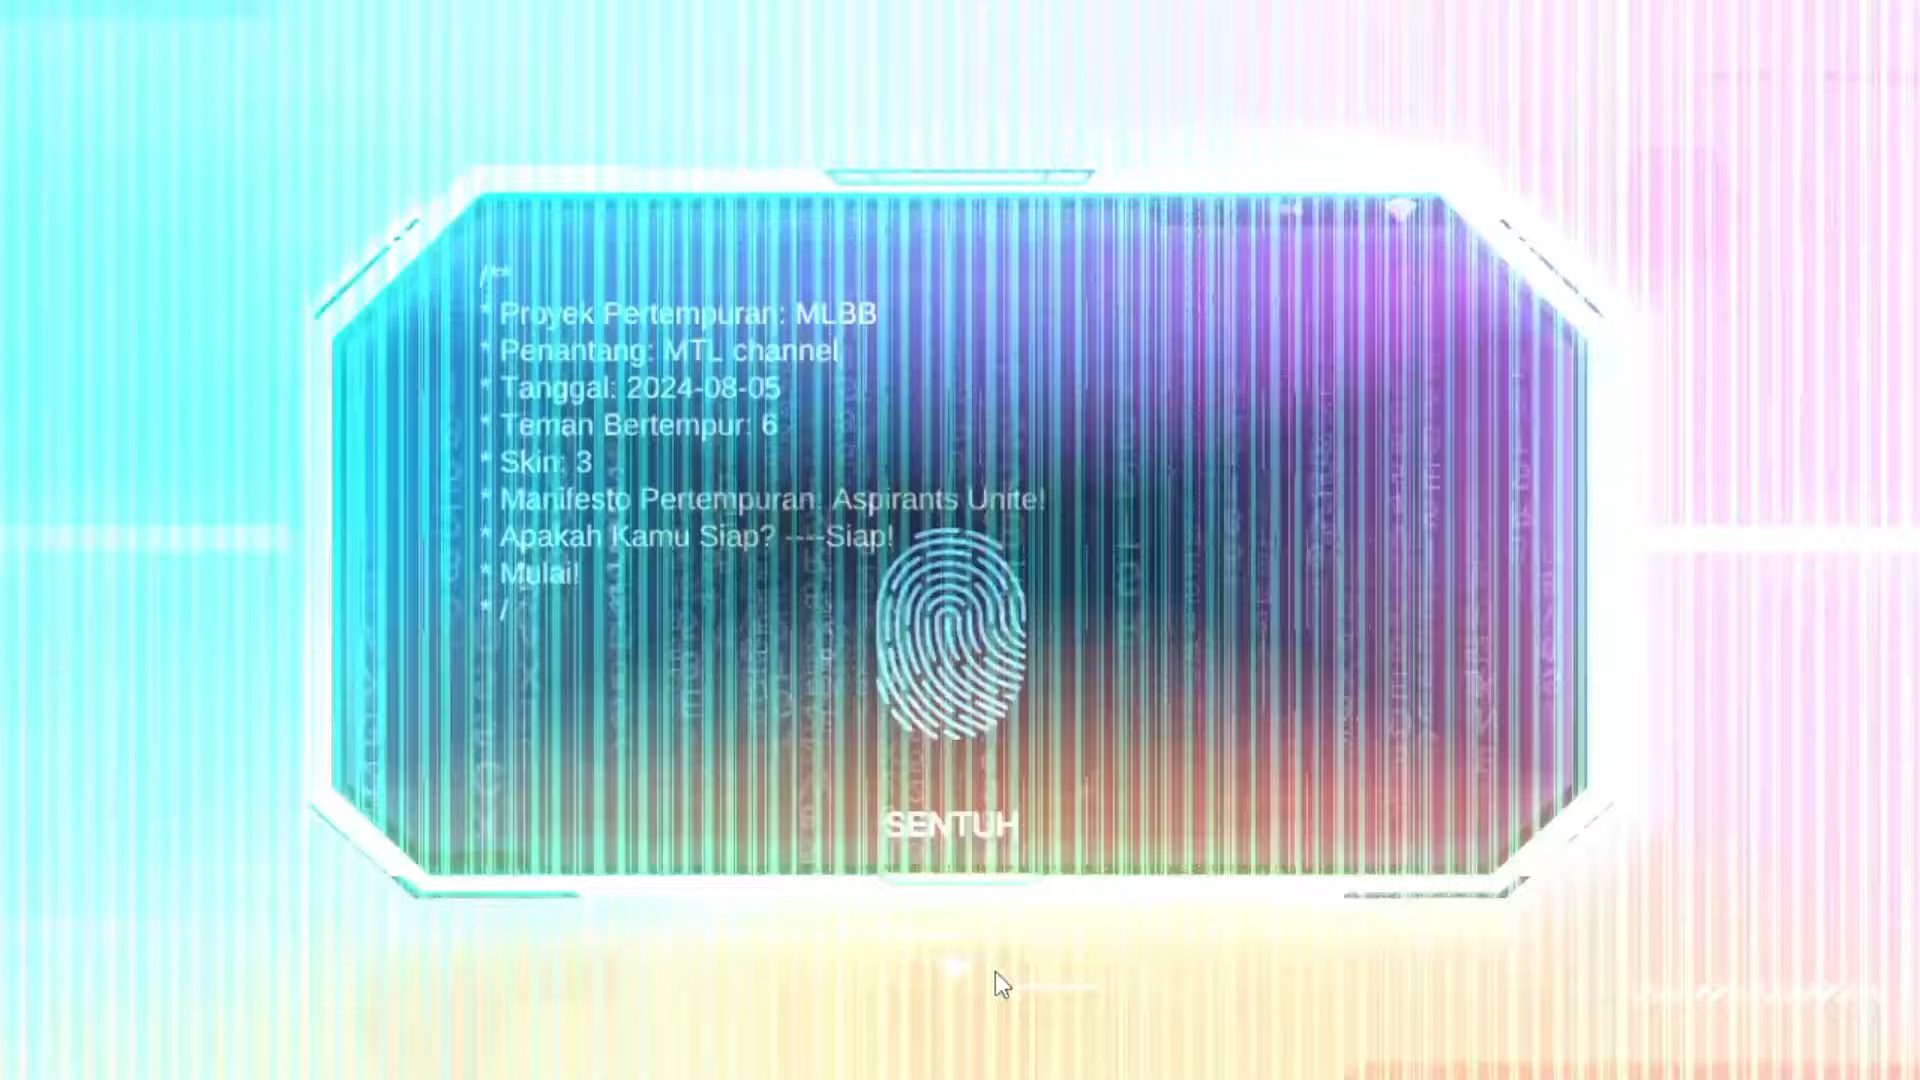 /**
* Proyek Pertempuran: MLBB
* Penantang: MTL channel
* Tanggal: 2024-08-05
* Teman Bertempur: 6
* Skin: 3
* Manifesto Pertempuran: Aspirants Unite!
* Apakah Kamu Siap? ----Siap!
* Mulai!
* /
SENTUH